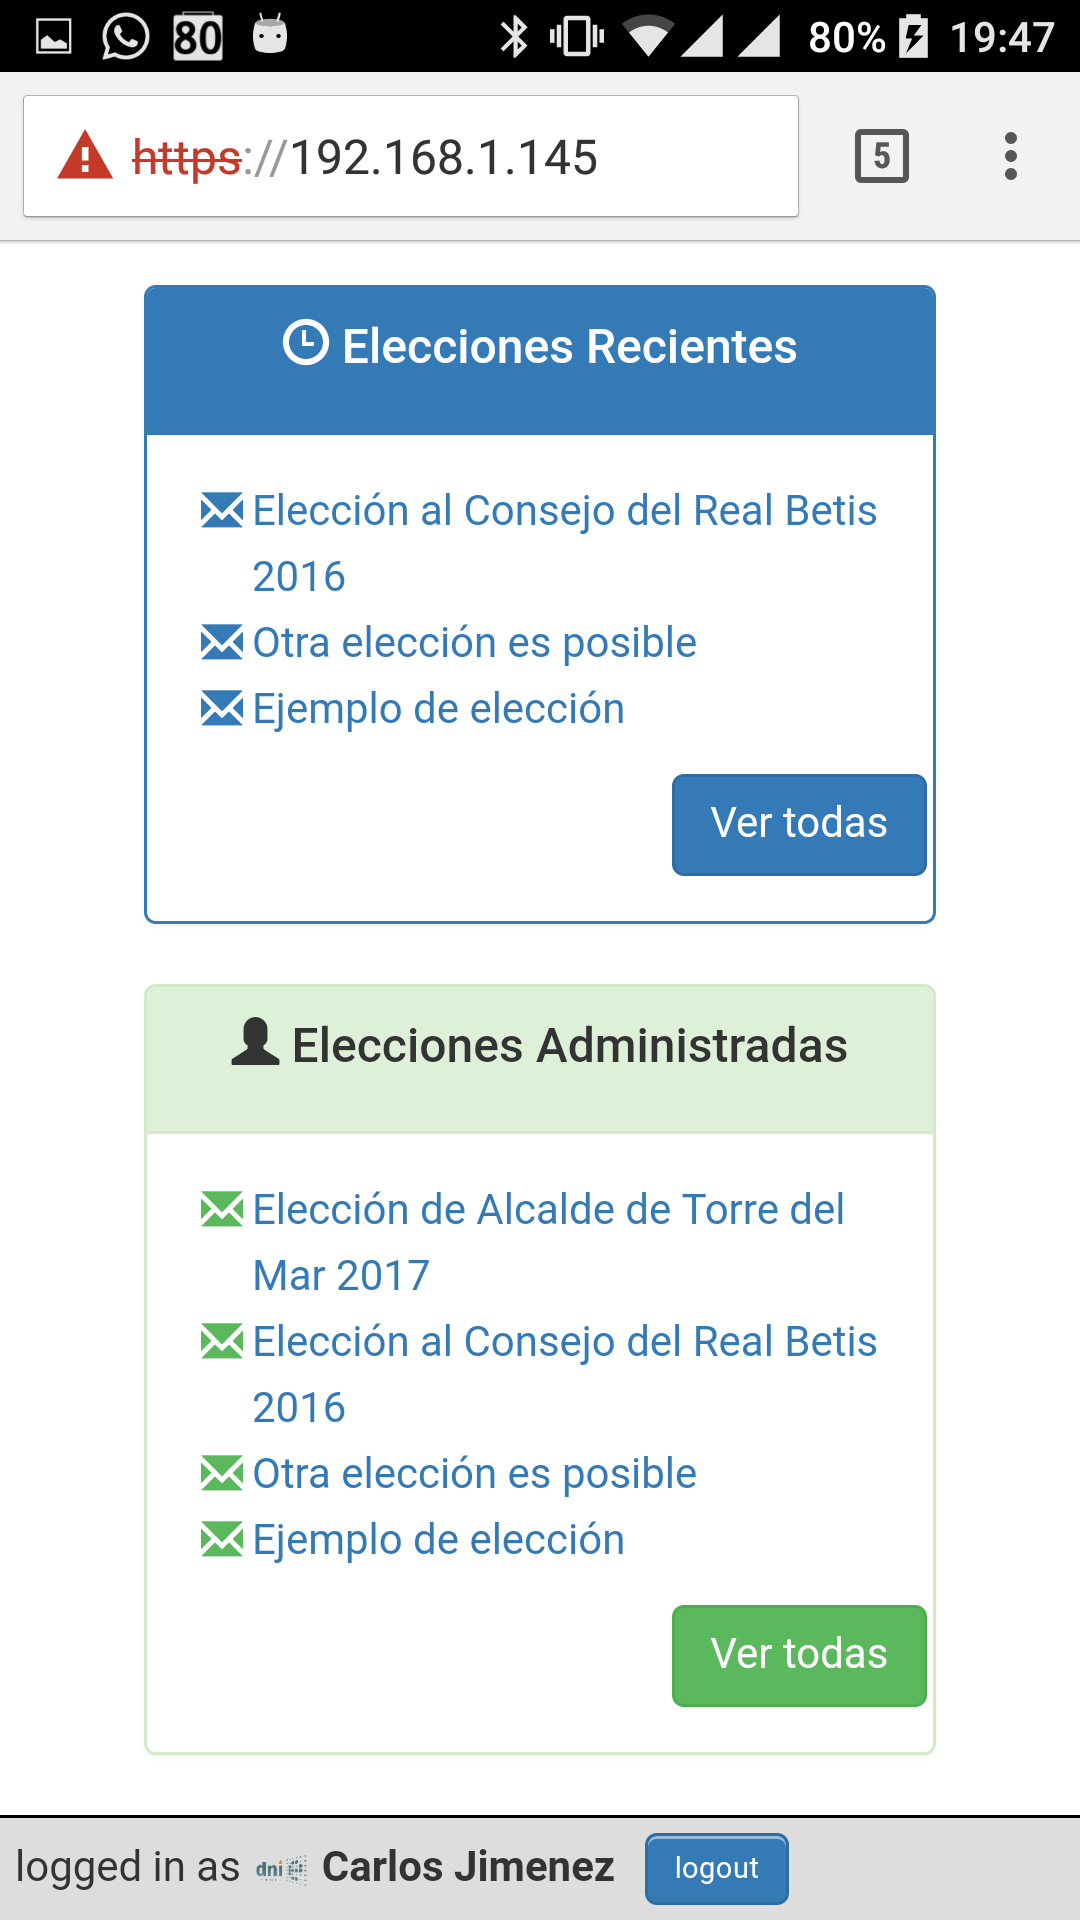 80 80% 19:47
https://192.168.1.145 5
Elecciones Recientes
Elección al Consejo del Real Betis
2016
Otra elección es posible
Ejemplo de elección
Ver todas
Elecciones Administradas
Elección de Alcalde de Torre del
Mar 2017
Elección al Consejo del Real Betis
2016
Otra elección es posible
Ejemplo de elección
Ver todas
logged in as dni Carlos Jimenez logout